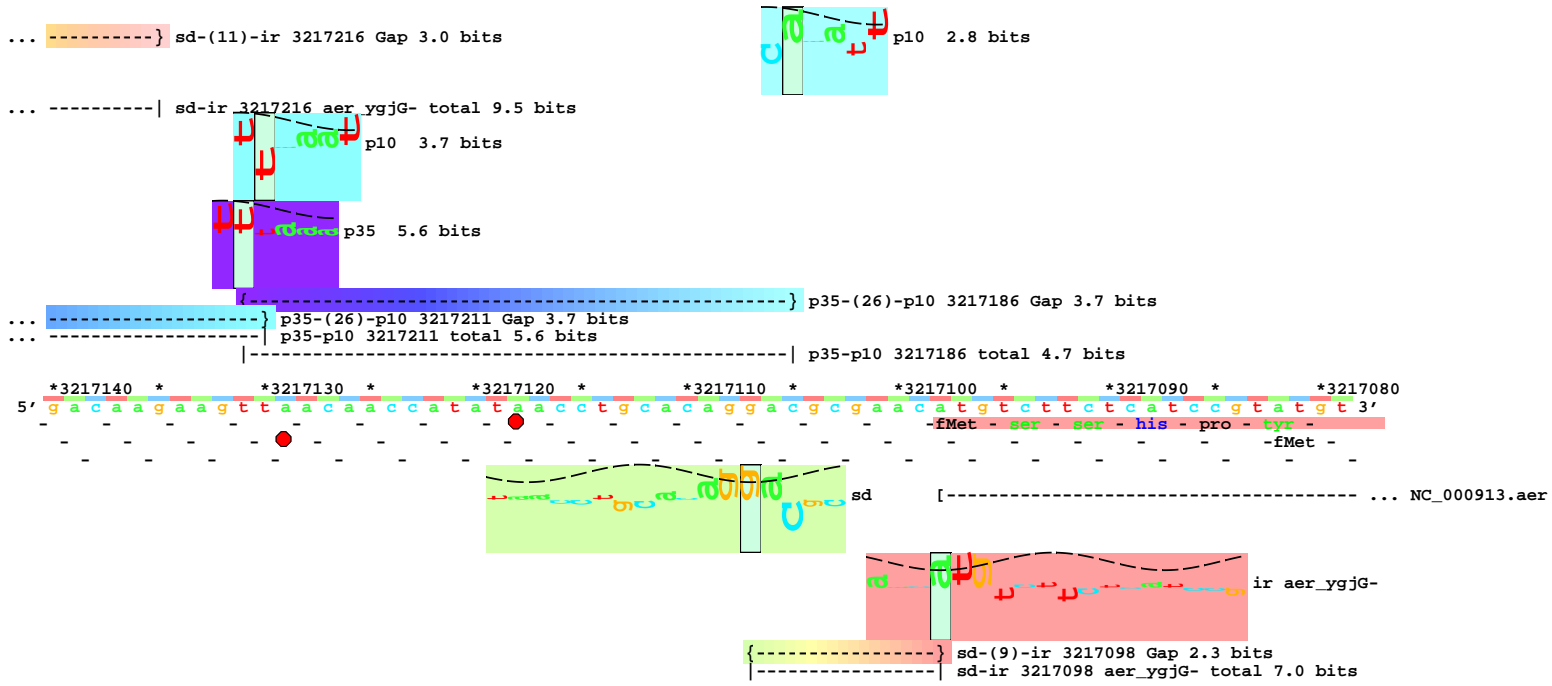 ... ----------} sd-(11)-ir 3217216 Gap 3.0 bits
c a a t t p10 2.8 bits
... ----------| sd-ir 3217216 aer_ygjG- total 9.5 bits
t t a a t p10 3.7 bits
t t t a a a p35 5.6 bits
{--------------------------------------------------} p35-(26)-p10 3217186 Gap 3.7 bits
... --------------------} p35-(26)-p10 3217211 Gap 3.7 bits
... --------------------| p35-p10 3217211 total 5.6 bits
|--------------------------------------------------| p35-p10 3217186 total 4.7 bits
*3217140 * *3217130 * *3217120 * *3217110 * *3217100 * *3217090 * *3217080
5' g a c a a g a a g t t a a c a a c c a t a t a a c c t g c a c a g g a c g c g a a c a t g t c t t c t c a t c c g t a t g t 3'
- - - - - - - - - - - - - -fMet - ser - ser - his - pro - tyr -
- - - - - - - - - - - - - - - - - - -fMet -
- - - - - - - - - - - - - - - - - - - - -
t a a c c t g c a c a g g a c g c sd [----------------------------------------- ... NC_000913.aer
a a t g t c t t c t c a t c c g ir aer_ygjG-
{-----------------} sd-(9)-ir 3217098 Gap 2.3 bits
|-----------------| sd-ir 3217098 aer_ygjG- total 7.0 bits